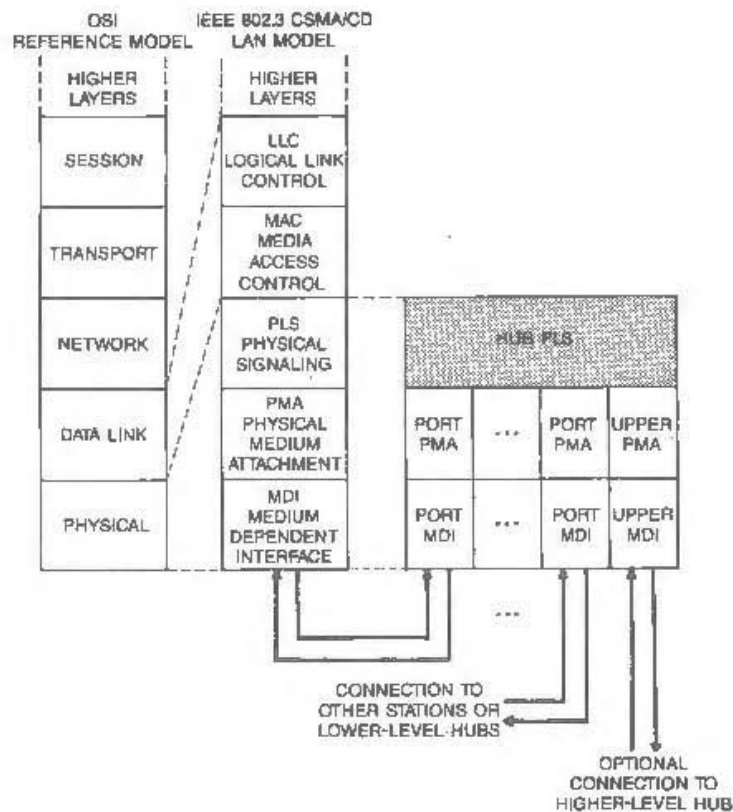 OSI
REFERENCE MODEL
IEEE 802.3 CSMA/CD
LAN MODEL
HIGHER
LAYERS
SESSION
TRANSPORT
NETWORK
DATA LINK
PHYSICAL
HIGHER
LAYERS
LLC
LOGICAL LINK
CONTROL
MAC
MEDIA
ACCESS
CONTROL
PLS
PHYSICAL
SIGNALING
PMA
PHYSICAL
MEDIUM
ATTACHMENT
MDI
MEDIUM
DEPENDENT
INTERFACE
HUB PLS
PORT
PMA
...
PORT
PMA
UPPER
PMA
PORT
MDI
...
PORT
MDI
UPPER
MDI
...
CONNECTION TO
OTHER STATIONS OR
LOWER-LEVEL-HUBS
OPTIONAL
CONNECTION TO
HIGHER-LEVEL HUB